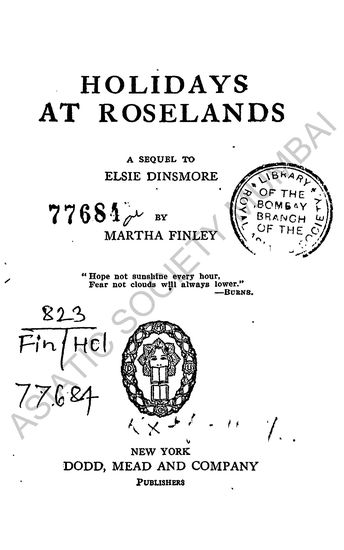 HOLIDAYS
AT ROSELANDS
A SEQUEL TO
ELSIE DINSMORE
77684
BY
MARTHA FINLEY
LIBRARY
OF THE
BOMBAY
BRANCH
OF THE
ROYAL
SOCIETY
"Hope not sunshine every hour,
Fear not clouds will always lower."
—BURNS.
823
Fin/Hol
77684
NEW YORK
DODD, MEAD AND COMPANY
PUBLISHERS
ASIATIC SOCIETY MUMBAI